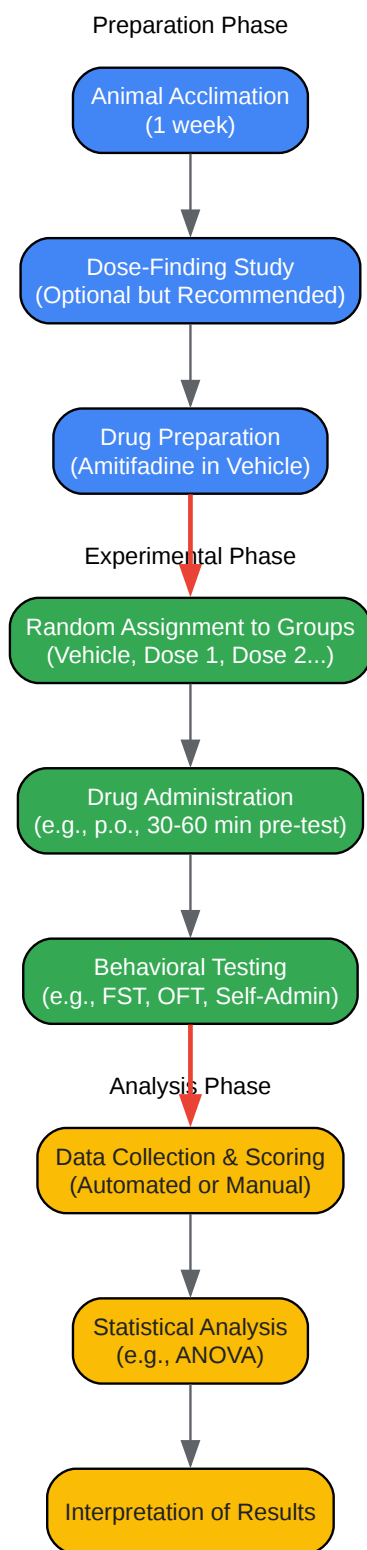 Preparation Phase
Animal Acclimation
(1 week)
Dose-Finding Study
(Optional but Recommended)
Drug Preparation
(Amitifadine in Vehicle)
Experimental Phase
Random Assignment to Groups
(Vehicle, Dose 1, Dose 2...)
Drug Administration
(e.g., p.o., 30-60 min pre-test)
Behavioral Testing
(e.g., FST, OFT, Self-Admin)
Analysis Phase
Data Collection & Scoring
(Automated or Manual)
Statistical Analysis
(e.g., ANOVA)
Interpretation of Results